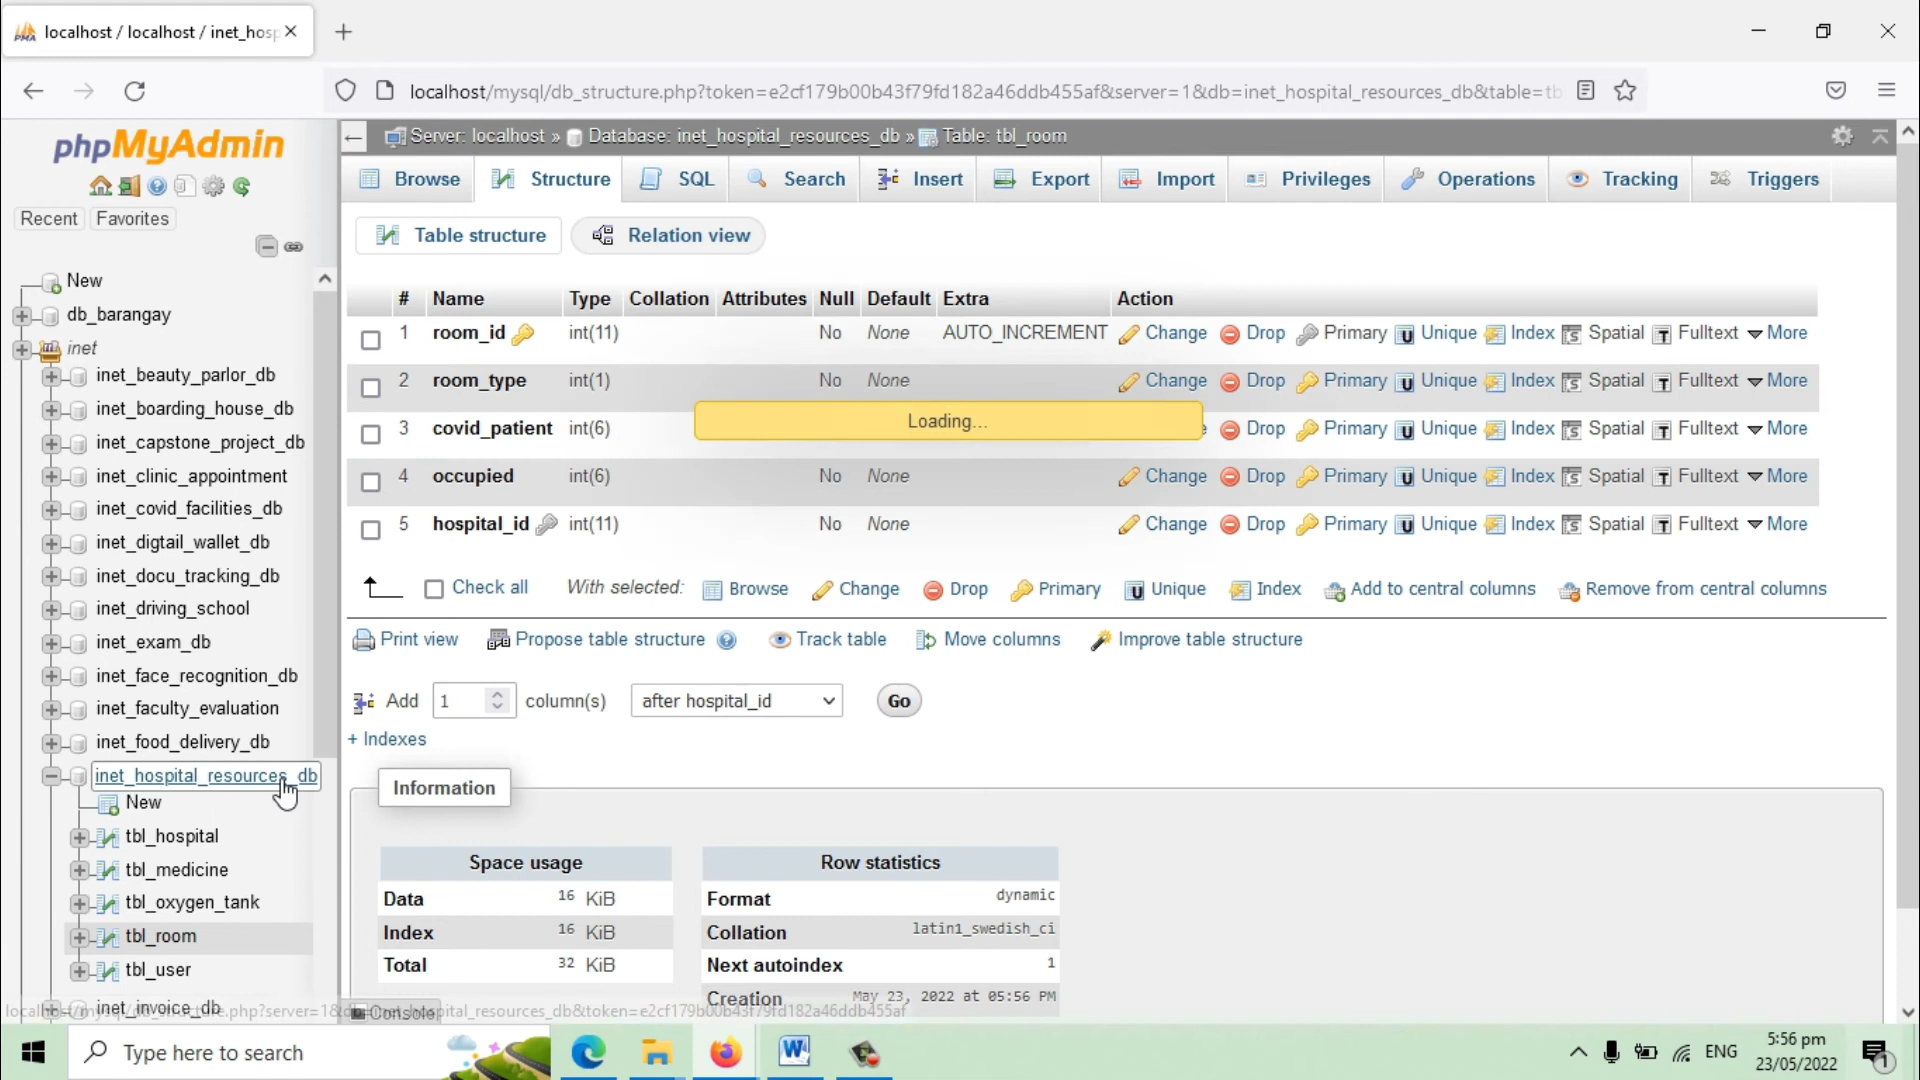 localhost / localhost / inet_hosp
localhost/mysql/db_structure.php?token=e2cf179b00b43f79fd182a46ddb455af&server=1&db=inet_hospital_resources_db&table=tb
phpMyAdmin
Recent Favorites
New
db_barangay
inet
inet_beauty_parlor_db
inet_boarding_house_db
inet_capstone_project_db
inet_clinic_appointment
inet_covid_facilities_db
inet_digtail_wallet_db
inet_docu_tracking_db
inet_driving_school
inet_exam_db
inet_face_recognition_db
inet_faculty_evaluation
inet_food_delivery_db
inet_hospital_resources_db
New
tbl_hospital
tbl_medicine
tbl_oxygen_tank
tbl_room
tbl_user
inet_invoice_db
Server: localhost » Database: inet_hospital_resources_db » Table: tbl_room
Browse Structure SQL Search Insert Export Import Privileges Operations Tracking Triggers
Table structure Relation view
# Name Type Collation Attributes Null Default Extra Action
1 room_id int(11) No None AUTO_INCREMENT Change Drop Primary Unique Index Spatial Fulltext More
2 room_type int(1) No None Change Drop Primary Unique Index Spatial Fulltext More
Loading...
3 covid_patient int(6) Drop Primary Unique Index Spatial Fulltext More
4 occupied int(6) No None Change Drop Primary Unique Index Spatial Fulltext More
5 hospital_id int(11) No None Change Drop Primary Unique Index Spatial Fulltext More
Check all With selected: Browse Change Drop Primary Unique Index Add to central columns Remove from central columns
Print view Propose table structure Track table Move columns Improve table structure
Add 1 column(s) after hospital_id Go
+ Indexes
Information
Space usage
Data 16 KiB
Index 16 KiB
Total 32 KiB
Row statistics
Format dynamic
Collation latin1_swedish_ci
Next autoindex 1
Creation May 23, 2022 at 05:56 PM
Console
Type here to search
ENG
5:56 pm
23/05/2022
1